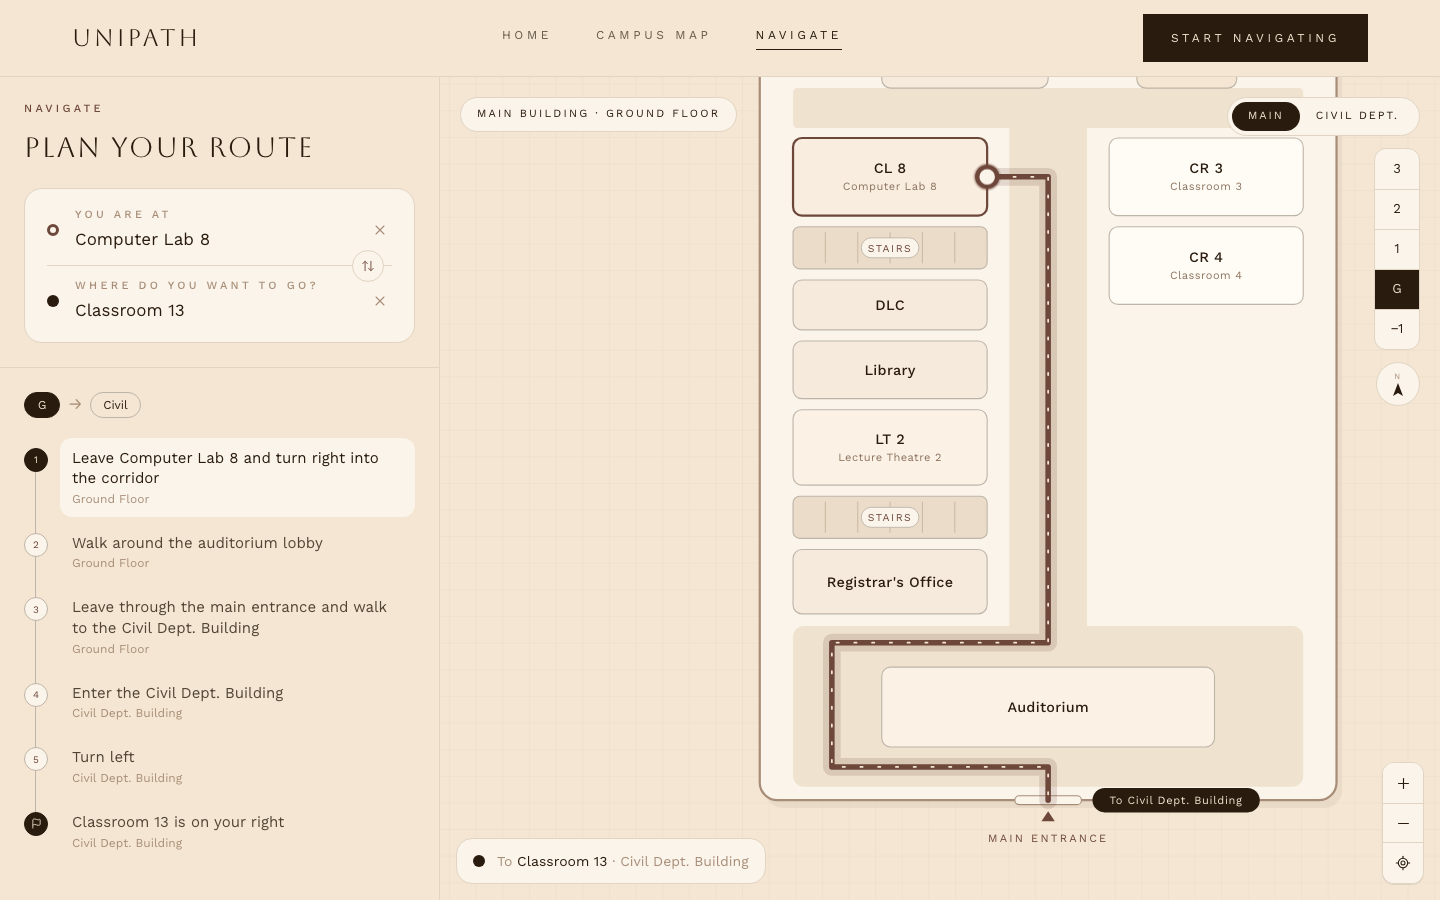 UNIPATH
HOME
CAMPUS MAP
NAVIGATE
START NAVIGATING
NAVIGATE
PLAN YOUR ROUTE
YOU ARE AT
Computer Lab 8
WHERE DO YOU WANT TO GO?
Classroom 13
G
Civil
1
Leave Computer Lab 8 and turn right into
the corridor
Ground Floor
2
Walk around the auditorium lobby
Ground Floor
3
Leave through the main entrance and walk
to the Civil Dept. Building
Ground Floor
4
Enter the Civil Dept. Building
Civil Dept. Building
5
Turn left
Civil Dept. Building
Classroom 13 is on your right
Civil Dept. Building
MAIN BUILDING · GROUND FLOOR
MAIN
CIVIL DEPT.
CL 8
Computer Lab 8
CR 3
Classroom 3
STAIRS
CR 4
Classroom 4
DLC
Library
LT 2
Lecture Theatre 2
STAIRS
Registrar's Office
Auditorium
To Civil Dept. Building
MAIN ENTRANCE
To Classroom 13 · Civil Dept. Building
3
2
1
G
−1
N